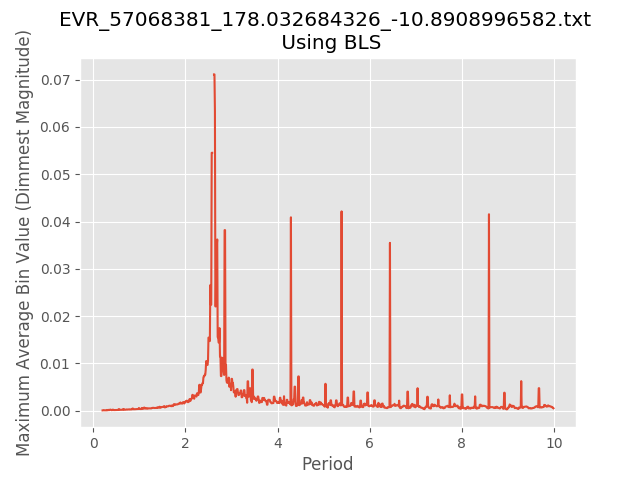 EVR_57068381_178.032684326_-10.8908996582.txt
Using BLS
Maximum Average Bin Value (Dimmest Magnitude)
0.07
0.06
0.05
0.04
0.03
0.02
0.01
0.00
0 2 4 6 8 10
Period